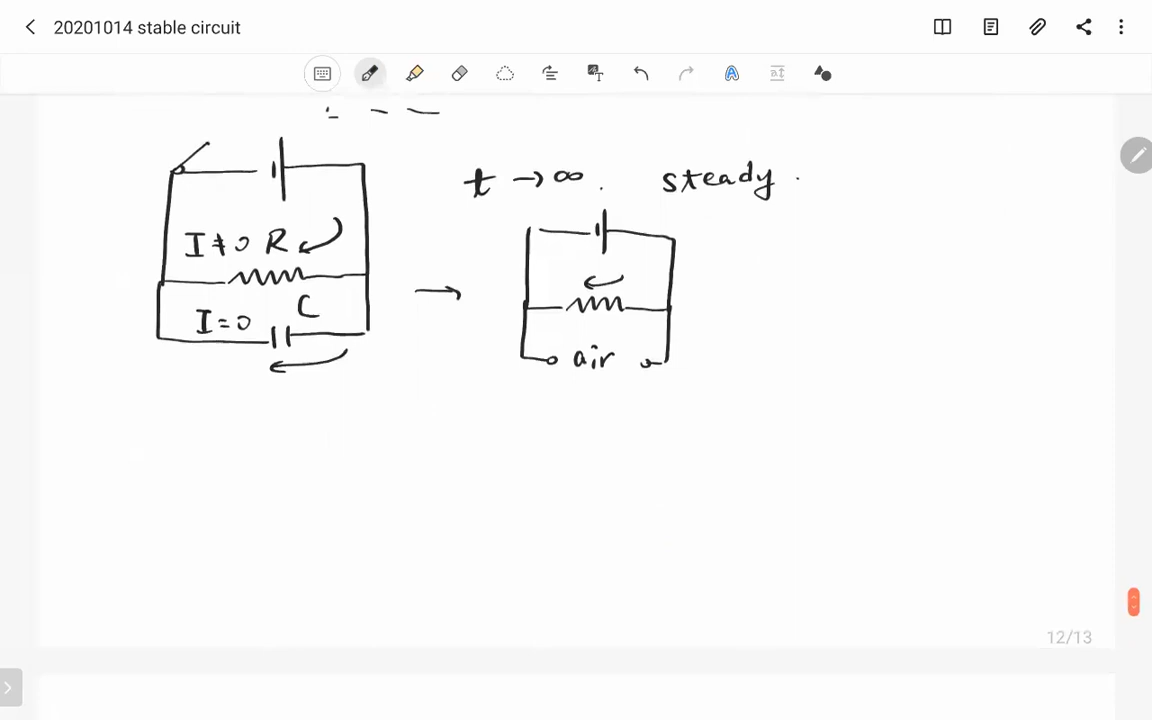 20201014 stable circuit
t → ∞ . steady .
I ≠ 0 R
C
I = 0
→
air
12/13